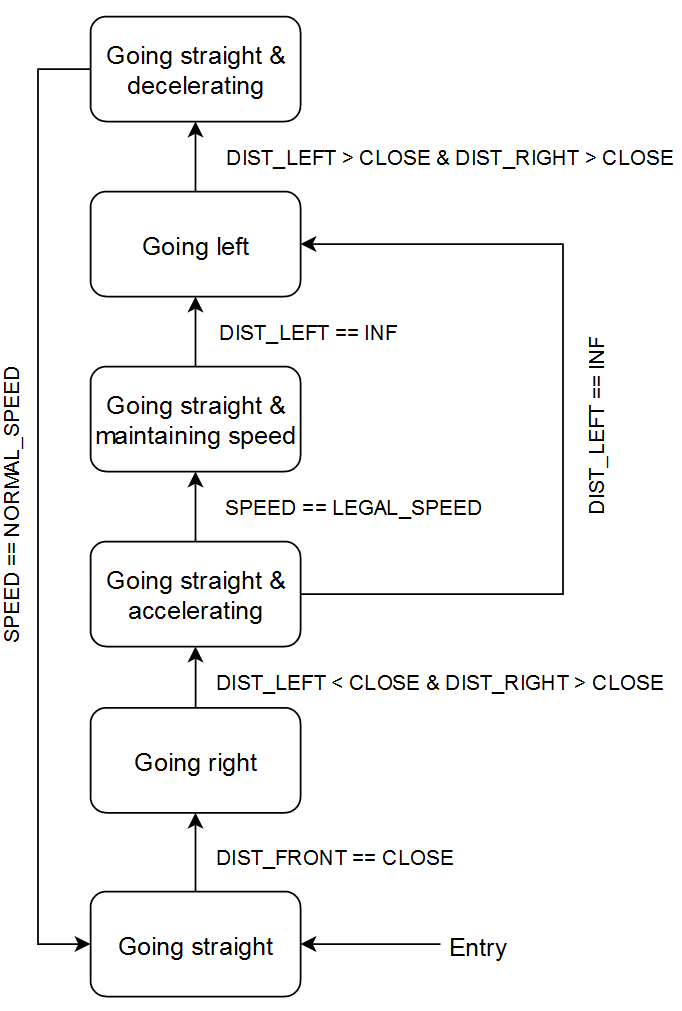 Going straight &
decelerating
DIST_LEFT > CLOSE & DIST_RIGHT > CLOSE
Going left
DIST_LEFT == INF
Going straight &
maintaining speed
DIST_LEFT == INF
SPEED == NORMAL_SPEED
SPEED == LEGAL_SPEED
Going straight &
accelerating
DIST_LEFT < CLOSE & DIST_RIGHT > CLOSE
Going right
DIST_FRONT == CLOSE
Going straight
Entry